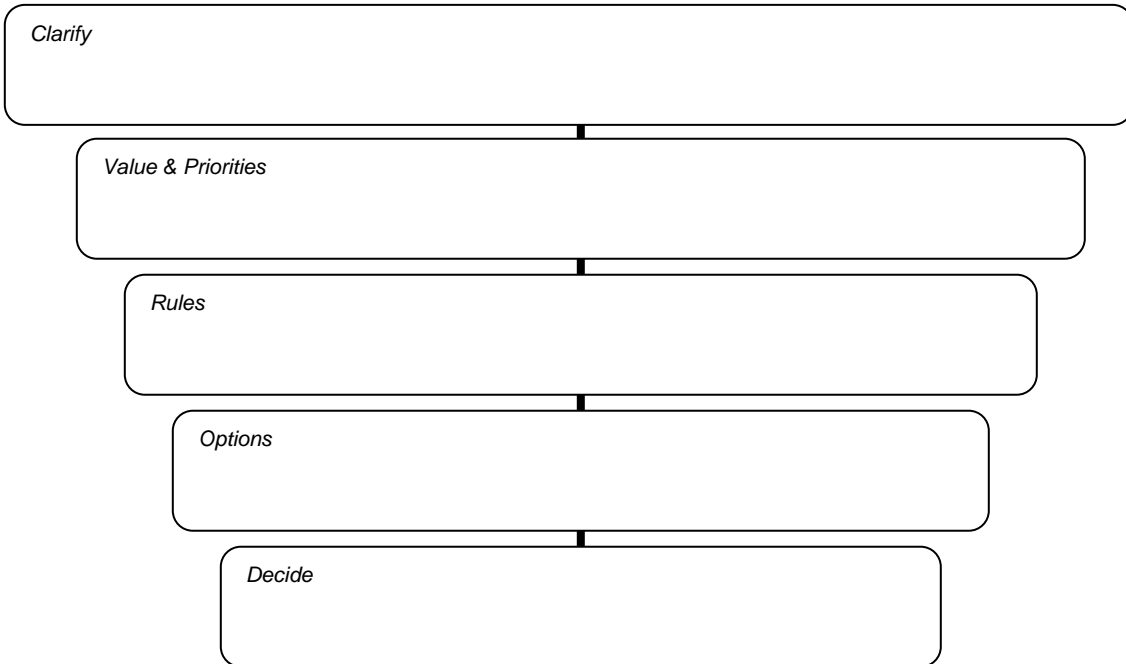 Clarify
Value & Priorities
Rules
Options
Decide